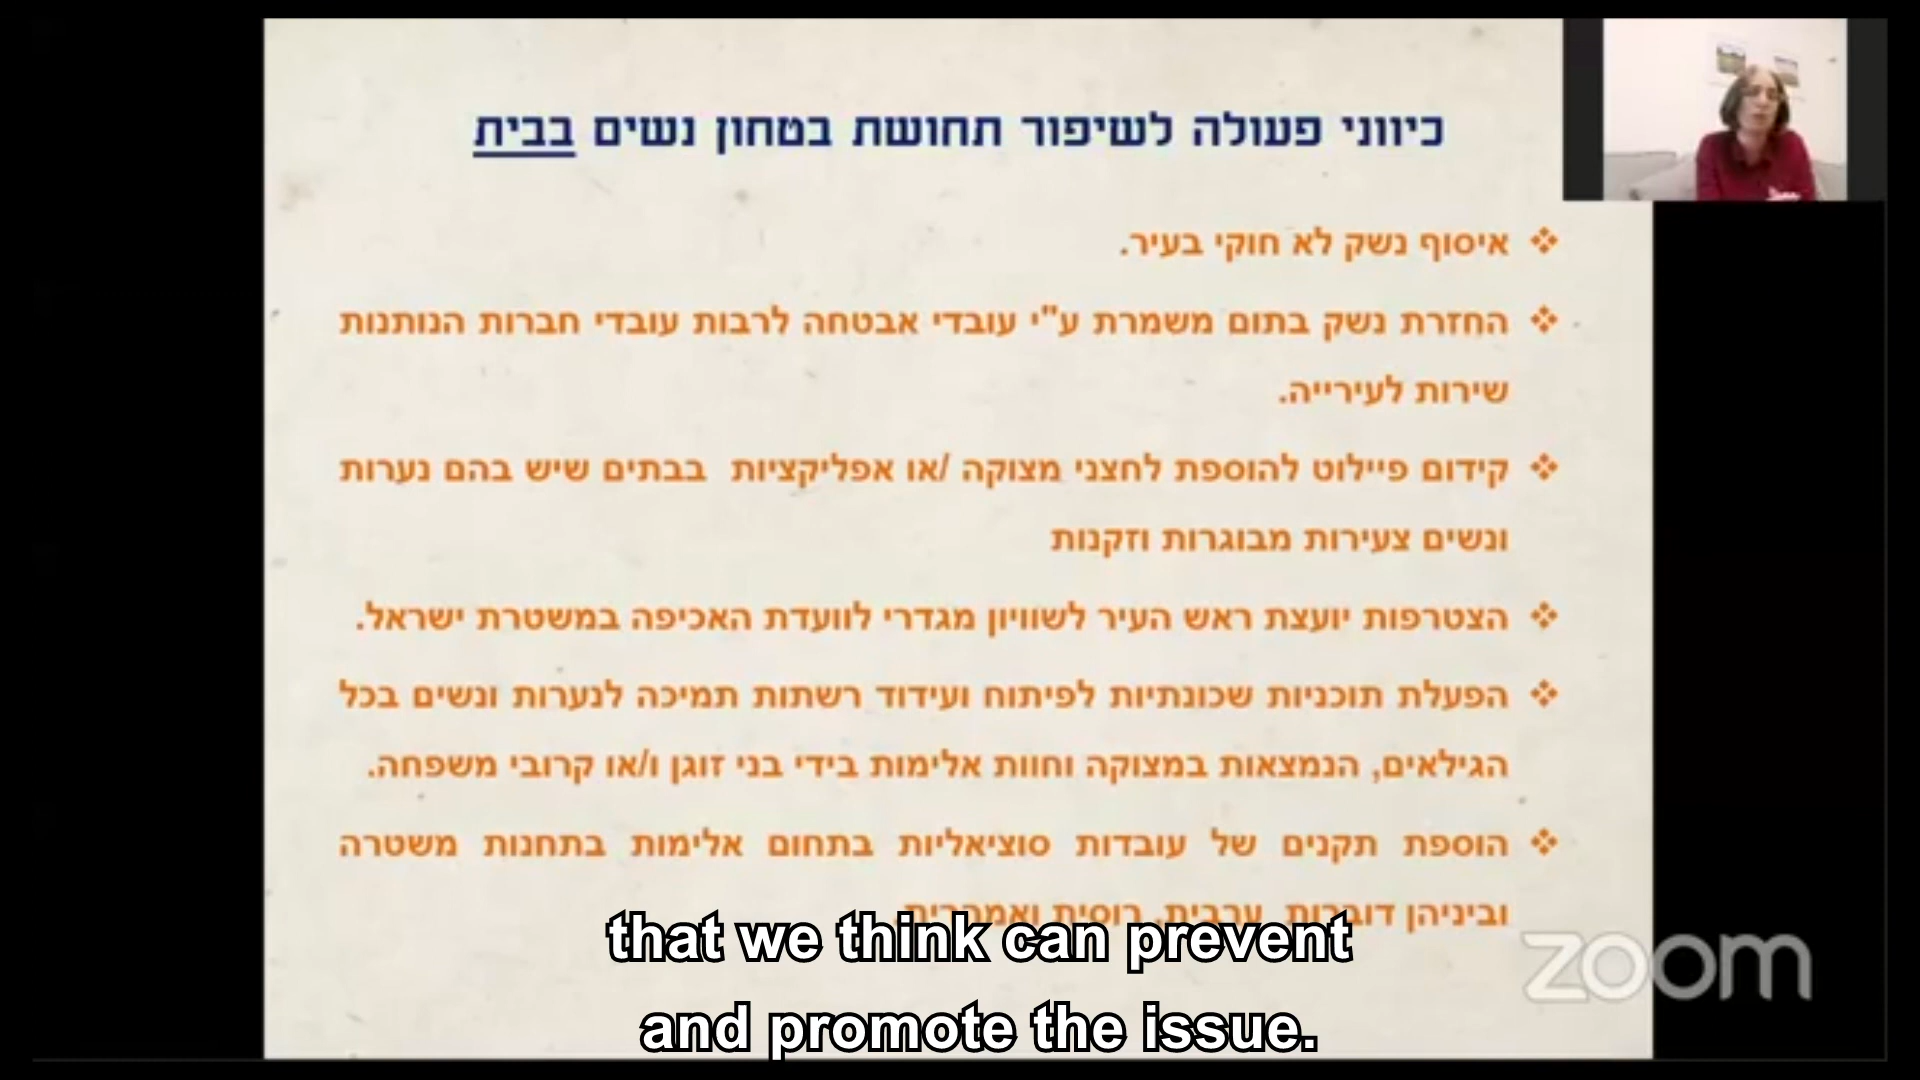 כיווני פעולה לשיפור תחושת בטחון נשים בבית
❖ איסוף נשק לא חוקי בעיר.
❖ החזרת נשק בתום משמרת ע"י עובדי אבטחה לרבות עובדי חברות הנותנות
שירות לעירייה.
❖ קידום פיילוט להוספת לחצני מצוקה /או אפליקציות בבתים שיש בהם נערות
ונשים צעירות מבוגרות וזקנות
❖ הצטרפות יועצת ראש העיר לשוויון מגדרי לוועדת האכיפה במשטרת ישראל.
❖ הפעלת תוכניות שכונתיות לפיתוח ועידוד רשתות תמיכה לנערות ונשים בכל
הגילאים, הנמצאות במצוקה וחוות אלימות בידי בני זוגן ו/או קרובי משפחה.
❖ הוספת תקנים של עובדות סוציאליות בתחום אלימות בתחנות משטרה
וביניהן דוברות ערבית, רוסית ואמהרית.
that we think can prevent
and promote the issue.
zoom